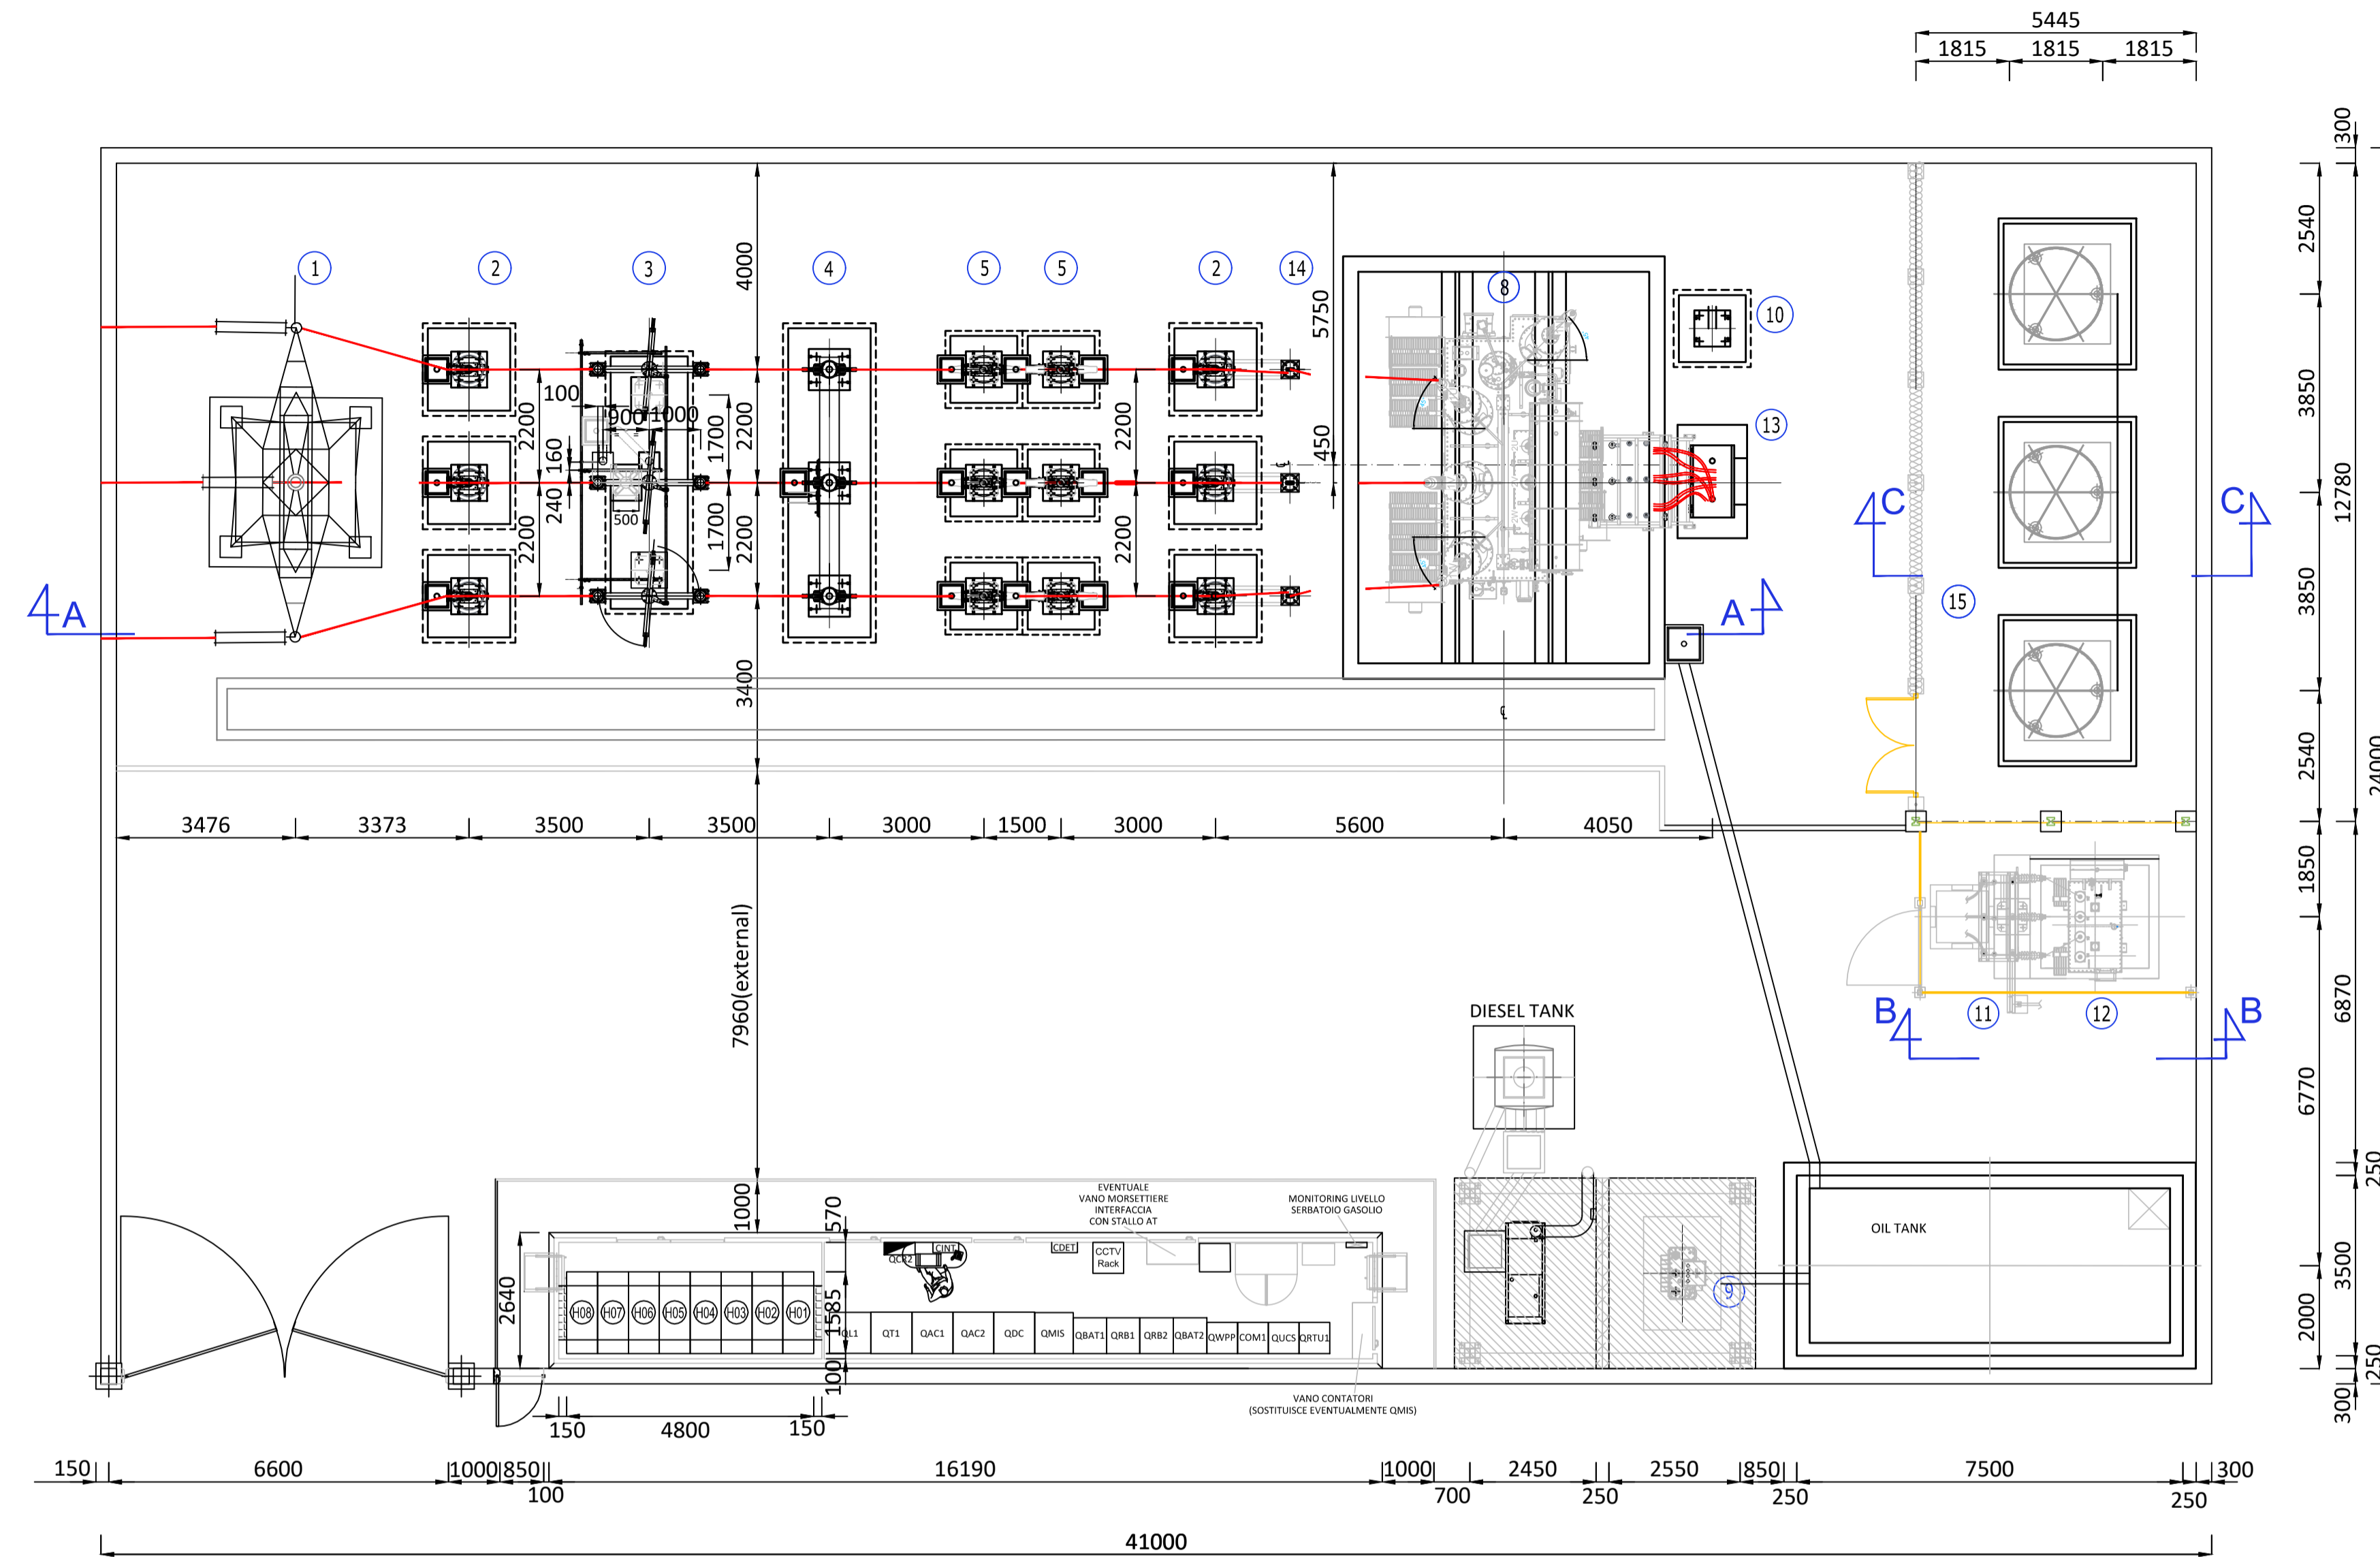 5445
1815 1815 1815
300
1 2 3 4 5 5 2 14 8 10 13 15
4000
5750
450
2540
3850
3850
2540
12780
24000
100
900 1000
2200
160
240
500
2200
1700
1700
2200
2200
2200
2200
3400
A
A
C
C
℄
℄
3476 3373 3500 3500 3000 1500 3000 5600 4050
1850
6870
6770
7960(external)
DIESEL TANK
11 12
B
B
250
3500
2000
250
300
1000
570
2640
1585
100
EVENTUALE
VANO MORSETTIERE
INTERFACCIA
CON STALLO AT
MONITORING LIVELLO
SERBATOIO GASOLIO
CINT
CDET
CCTV
Rack
OIL TANK
H08 H07 H06 H05 H04 H03 H02 H01
QL1 QT1 QAC1 QAC2 QDC QMIS QBAT1 QRB1 QRB2 QBAT2 QWPP COM1 QUCS QRTU1
9
VANO CONTATORI
(SOSTITUISCE EVENTUALMENTE QMIS)
150 4800 150
150 6600 1000 850 16190 1000 2450 2550 850 7500 300
100 700 250 250 250
41000